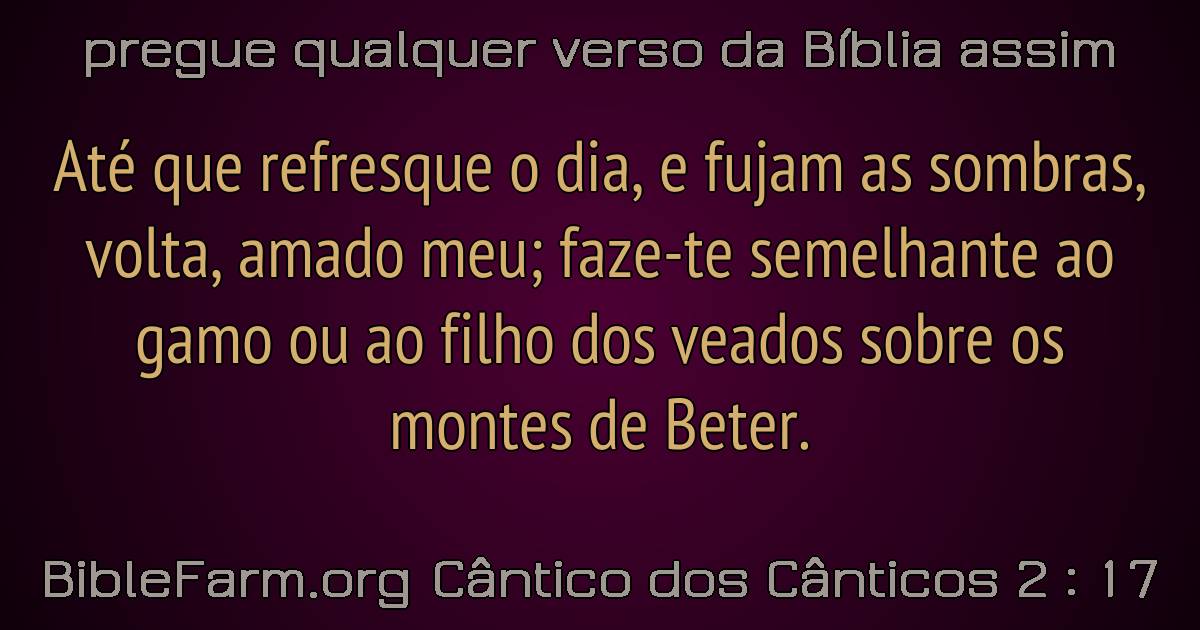 pregue qualquer verso da Bíblia assim
Até que refresque o dia, e fujam as sombras,
volta, amado meu; faze-te semelhante ao
gamo ou ao filho dos veados sobre os
montes de Beter.
BibleFarm.org Cântico dos Cânticos 2 : 17